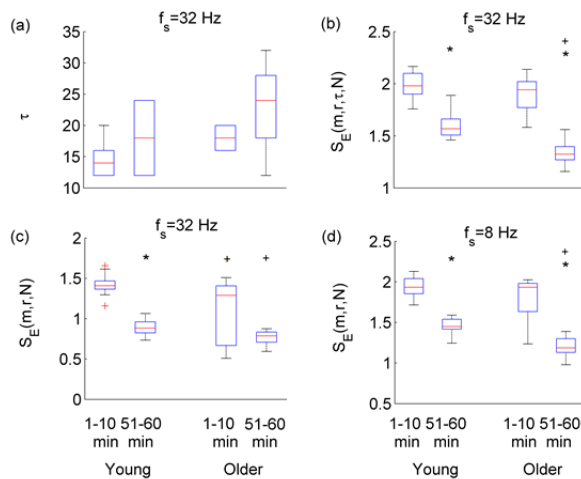 (a) f_s=32 Hz
35
30
25
20
15
10
τ
(b) f_s=32 Hz
2.5
2
1.5
1
S_E(m,r,τ,N)
* + *
(c) f_s=32 Hz
2
1.5
1
0.5
0
S_E(m,r,N)
* + +
(d) f_s=8 Hz
2.5
2
1.5
1
0.5
S_E(m,r,N)
* + *
1-10 51-60 1-10 51-60
min min min min
Young Older
1-10 51-60 1-10 51-60
min min min min
Young Older